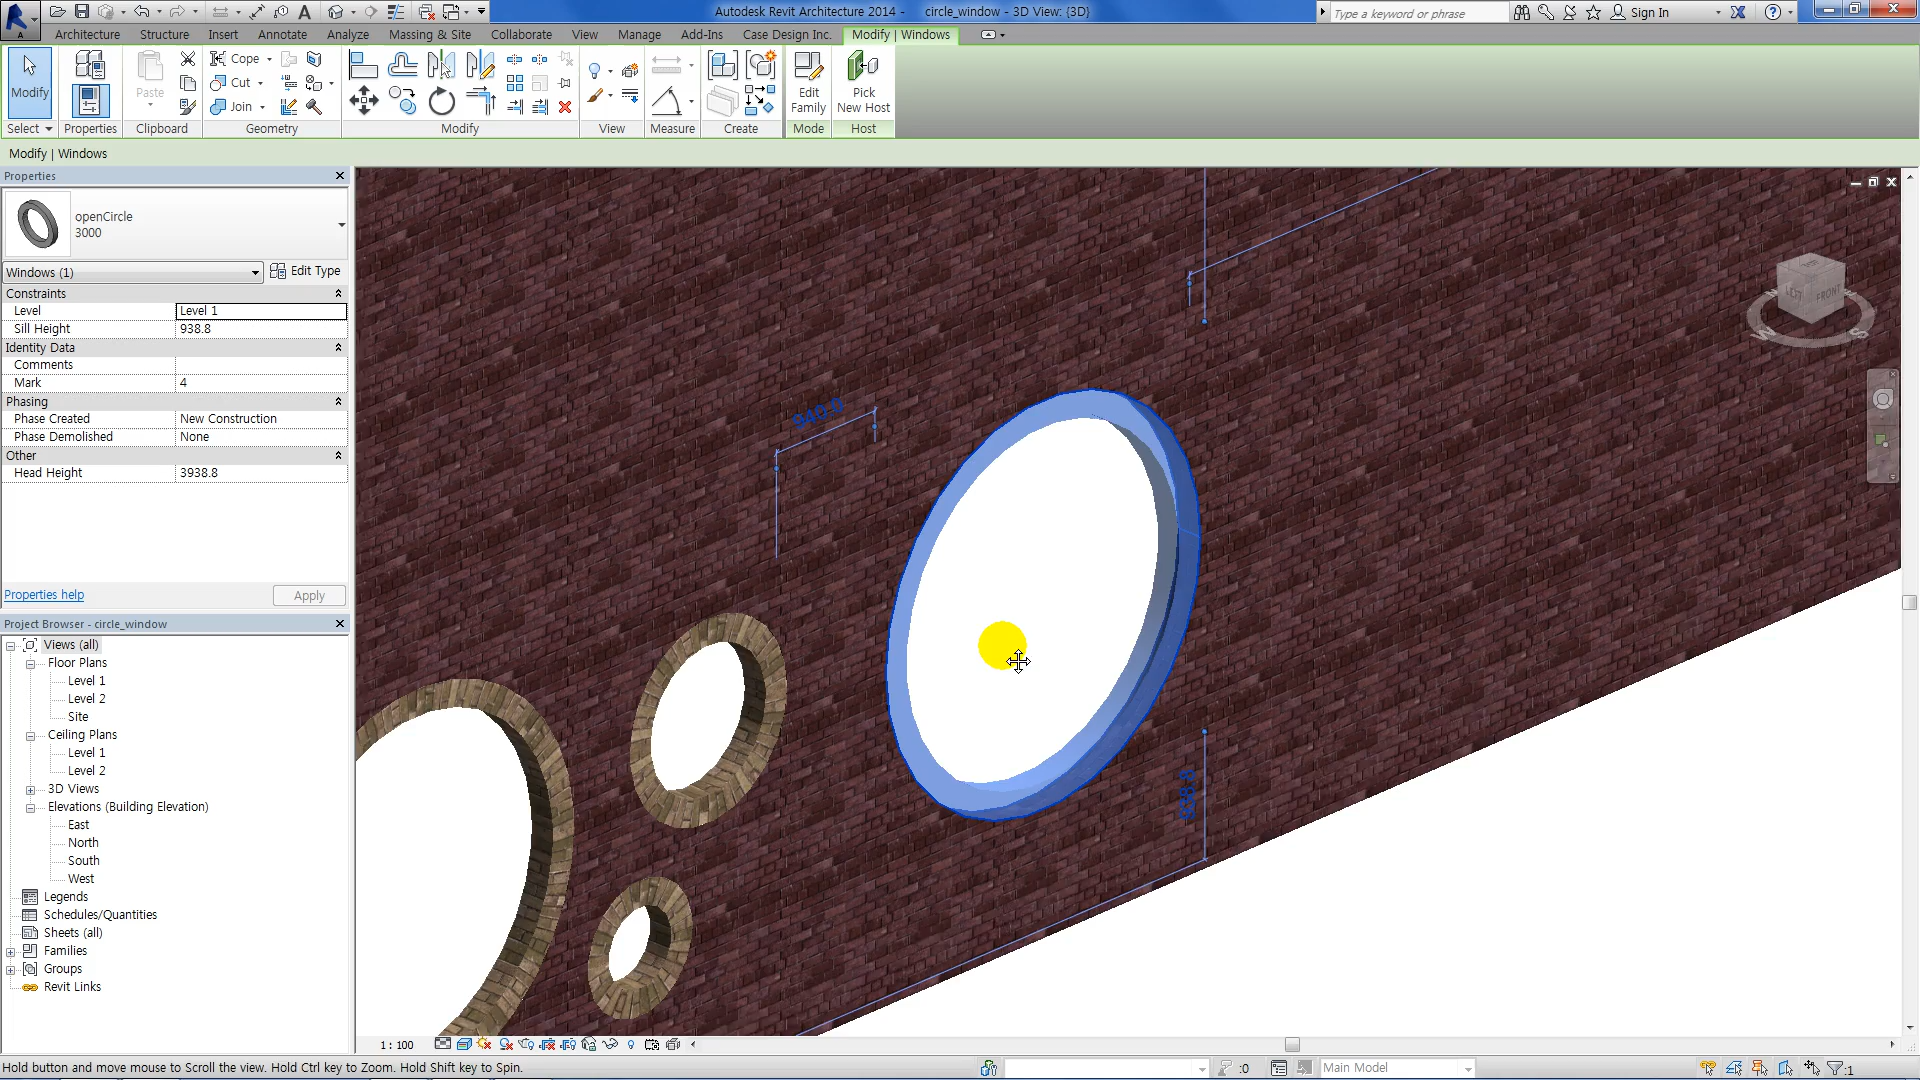 Autodesk Revit Architecture 2014 -     circle_window - 3D View: {3D}
Type a keyword or phrase
Sign In
Architecture
Structure
Insert
Annotate
Analyze
Massing & Site
Collaborate
View
Manage
Add-Ins
Case Design Inc.
Modify | Windows
Modify
Paste
Cope
Cut
Join
Edit
Family
Pick
New Host
Select
Properties
Clipboard
Geometry
Modify
View
Measure
Create
Mode
Host
Modify | Windows
Properties
openCircle
3000
Windows (1)
Edit Type
Constraints
Level
Level 1
Sill Height
938.8
Identity Data
Comments
Mark
4
Phasing
Phase Created
New Construction
Phase Demolished
None
Other
Head Height
3938.8
Properties help
Apply
Project Browser - circle_window
Views (all)
Floor Plans
Level 1
Level 2
Site
Ceiling Plans
Level 1
Level 2
3D Views
Elevations (Building Elevation)
East
North
South
West
Legends
Schedules/Quantities
Sheets (all)
Families
Groups
Revit Links
940.0
938.8
LEFT
FRONT
N
S
1 : 100
Hold button and move mouse to Scroll the view. Hold Ctrl key to Zoom. Hold Shift key to Spin.
:0
Main Model
:1